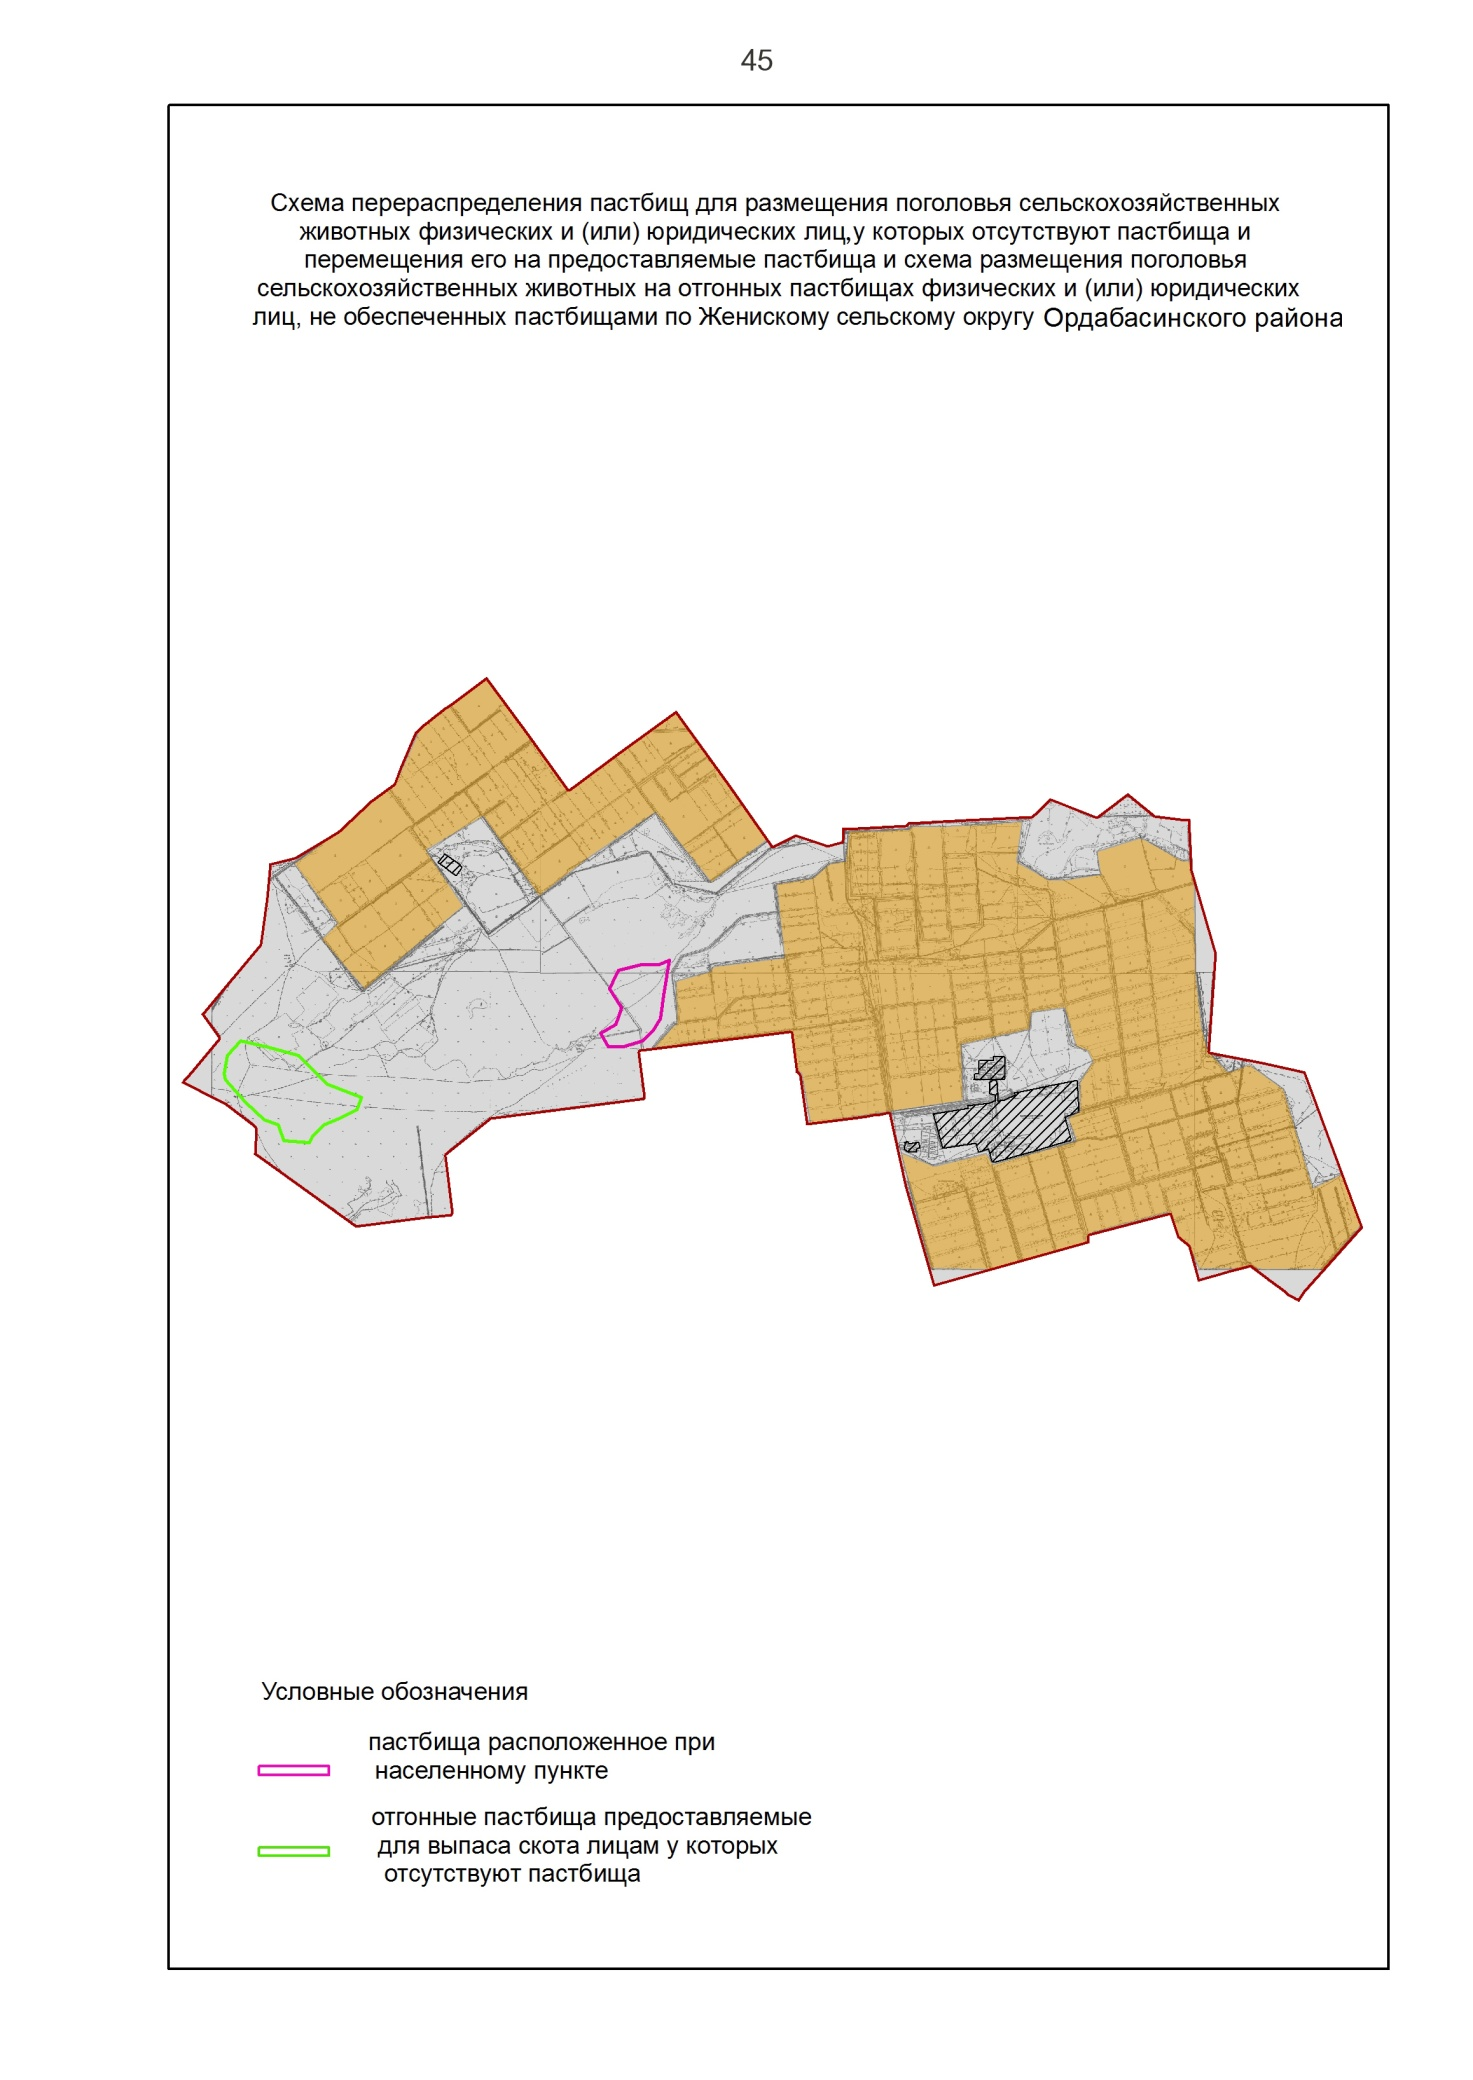 45
Схема перераспределения пастбищ для размещения поголовья сельскохозяйственных
животных физических и (или) юридических лиц,у которых отсутствуют пастбища и
перемещения его на предоставляемые пастбища и схема размещения поголовья
сельскохозяйственных животных на отгонных пастбищах физических и (или) юридических
лиц, не обеспеченных пастбищами по Женискому сельскому округу Ордабасинского района
Условные обозначения
пастбища расположенное при
населенному пункте
отгонные пастбища предоставляемые
для выпаса скота лицам у которых
отсутствуют пастбища